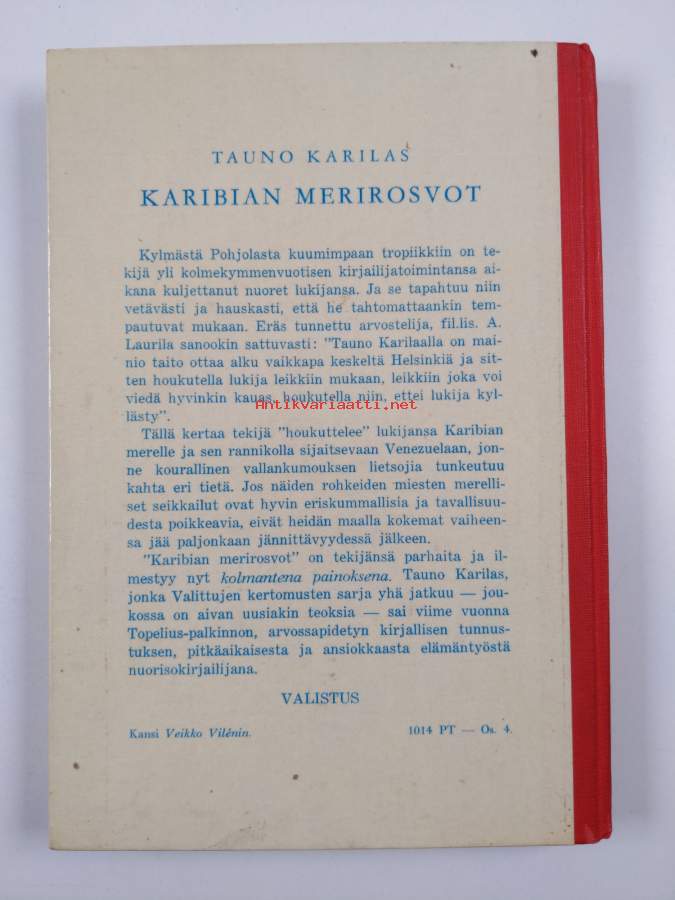 TAUNO KARILAS
KARIBIAN MERIROSVOT
Kylmästä Pohjolasta kuumimpaan tropiikkiin on te-
kijä yli kolmekymmenvuotisen kirjailijatoimintansa ai-
kana kuljettanut nuoret lukijansa. Ja se tapahtuu niin
vetävästi ja hauskasti, että he tahtomattaankin tem-
pautuvat mukaan. Eräs tunnettu arvostelija, fil.lis. A.
Laurila sanookin sattuvasti: "Tauno Karilaalla on mai-
nio taito ottaa alku vaikkapa keskeltä Helsinkiä ja sit-
ten houkutella lukija leikkiin mukaan, leikkiin joka voi
viedä hyvinkin kauas, houkutella niin, ettei lukija kyl-
Antikvariaatti.net
lästy".
Tällä kertaa tekijä "houkuttelee" lukijansa Karibian
merelle ja sen rannikolla sijaitsevaan Venezuelaan, jon-
ne kourallinen vallankumouksen lietsojia tunkeutuu
kahta eri tietä. Jos näiden rohkeiden miesten merelli-
set seikkailut ovat hyvin eriskummallisia ja tavallisuu-
desta poikkeavia, eivät heidän maalla kokemat vaiheen-
sa jää paljonkaan jännittävyydessä jälkeen.
"Karibian merirosvot" on tekijänsä parhaita ja il-
mestyy nyt kolmantena painoksena. Tauno Karilas,
jonka Valittujen kertomusten sarja yhä jatkuu — jou-
kossa on aivan uusiakin teoksia — sai viime vuonna
Topelius-palkinnon, arvossapidetyn kirjallisen tunnus-
tuksen, pitkäaikaisesta ja ansiokkaasta elämäntyöstä
nuorisokirjailijana.
VALISTUS
Kansi Veikko Vilénin.
1014 PT — Os. 4.